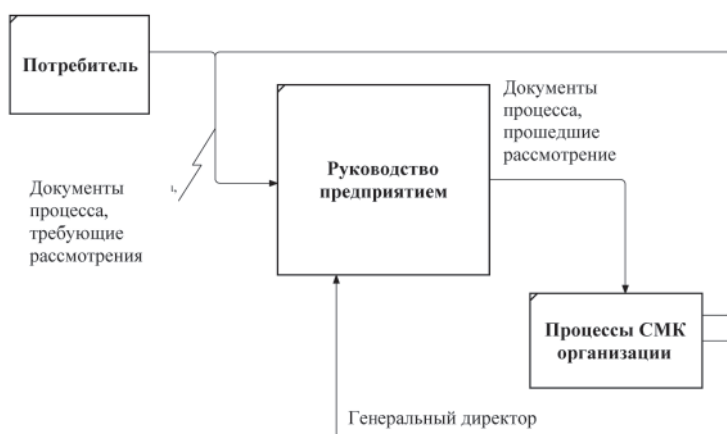 Потребитель
Документы
процесса,
прошедшие
рассмотрение
Руководство
предприятием
Документы
процесса,
требующие
рассмотрения
Процессы СМК
организации
Генеральный директор